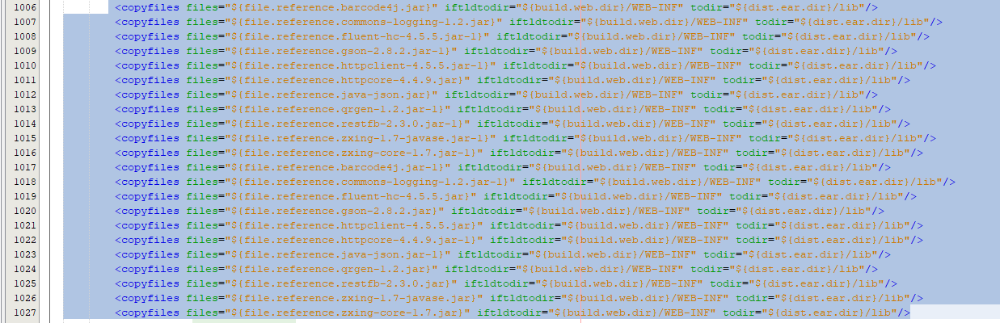 1006 <copyfiles files="${file.reference.barcode4j.jar}" iftldtodir="${build.web.dir}/WEB-INF" todir="${dist.ear.dir}/lib"/>
1007 <copyfiles files="${file.reference.commons-logging-1.2.jar}" iftldtodir="${build.web.dir}/WEB-INF" todir="${dist.ear.dir}/lib"/>
1008 <copyfiles files="${file.reference.fluent-hc-4.5.5.jar-1}" iftldtodir="${build.web.dir}/WEB-INF" todir="${dist.ear.dir}/lib"/>
1009 <copyfiles files="${file.reference.gson-2.8.2.jar-1}" iftldtodir="${build.web.dir}/WEB-INF" todir="${dist.ear.dir}/lib"/>
1010 <copyfiles files="${file.reference.httpclient-4.5.5.jar-1}" iftldtodir="${build.web.dir}/WEB-INF" todir="${dist.ear.dir}/lib"/>
1011 <copyfiles files="${file.reference.httpcore-4.4.9.jar}" iftldtodir="${build.web.dir}/WEB-INF" todir="${dist.ear.dir}/lib"/>
1012 <copyfiles files="${file.reference.java-json.jar}" iftldtodir="${build.web.dir}/WEB-INF" todir="${dist.ear.dir}/lib"/>
1013 <copyfiles files="${file.reference.qrgen-1.2.jar-1}" iftldtodir="${build.web.dir}/WEB-INF" todir="${dist.ear.dir}/lib"/>
1014 <copyfiles files="${file.reference.restfb-2.3.0.jar-1}" iftldtodir="${build.web.dir}/WEB-INF" todir="${dist.ear.dir}/lib"/>
1015 <copyfiles files="${file.reference.zxing-1.7-javase.jar-1}" iftldtodir="${build.web.dir}/WEB-INF" todir="${dist.ear.dir}/lib"/>
1016 <copyfiles files="${file.reference.zxing-core-1.7.jar-1}" iftldtodir="${build.web.dir}/WEB-INF" todir="${dist.ear.dir}/lib"/>
1017 <copyfiles files="${file.reference.barcode4j.jar-1}" iftldtodir="${build.web.dir}/WEB-INF" todir="${dist.ear.dir}/lib"/>
1018 <copyfiles files="${file.reference.commons-logging-1.2.jar-1}" iftldtodir="${build.web.dir}/WEB-INF" todir="${dist.ear.dir}/lib"/>
1019 <copyfiles files="${file.reference.fluent-hc-4.5.5.jar}" iftldtodir="${build.web.dir}/WEB-INF" todir="${dist.ear.dir}/lib"/>
1020 <copyfiles files="${file.reference.gson-2.8.2.jar}" iftldtodir="${build.web.dir}/WEB-INF" todir="${dist.ear.dir}/lib"/>
1021 <copyfiles files="${file.reference.httpclient-4.5.5.jar}" iftldtodir="${build.web.dir}/WEB-INF" todir="${dist.ear.dir}/lib"/>
1022 <copyfiles files="${file.reference.httpcore-4.4.9.jar-1}" iftldtodir="${build.web.dir}/WEB-INF" todir="${dist.ear.dir}/lib"/>
1023 <copyfiles files="${file.reference.java-json.jar-1}" iftldtodir="${build.web.dir}/WEB-INF" todir="${dist.ear.dir}/lib"/>
1024 <copyfiles files="${file.reference.qrgen-1.2.jar}" iftldtodir="${build.web.dir}/WEB-INF" todir="${dist.ear.dir}/lib"/>
1025 <copyfiles files="${file.reference.restfb-2.3.0.jar}" iftldtodir="${build.web.dir}/WEB-INF" todir="${dist.ear.dir}/lib"/>
1026 <copyfiles files="${file.reference.zxing-1.7-javase.jar}" iftldtodir="${build.web.dir}/WEB-INF" todir="${dist.ear.dir}/lib"/>
1027 <copyfiles files="${file.reference.zxing-core-1.7.jar}" iftldtodir="${build.web.dir}/WEB-INF" todir="${dist.ear.dir}/lib"/>